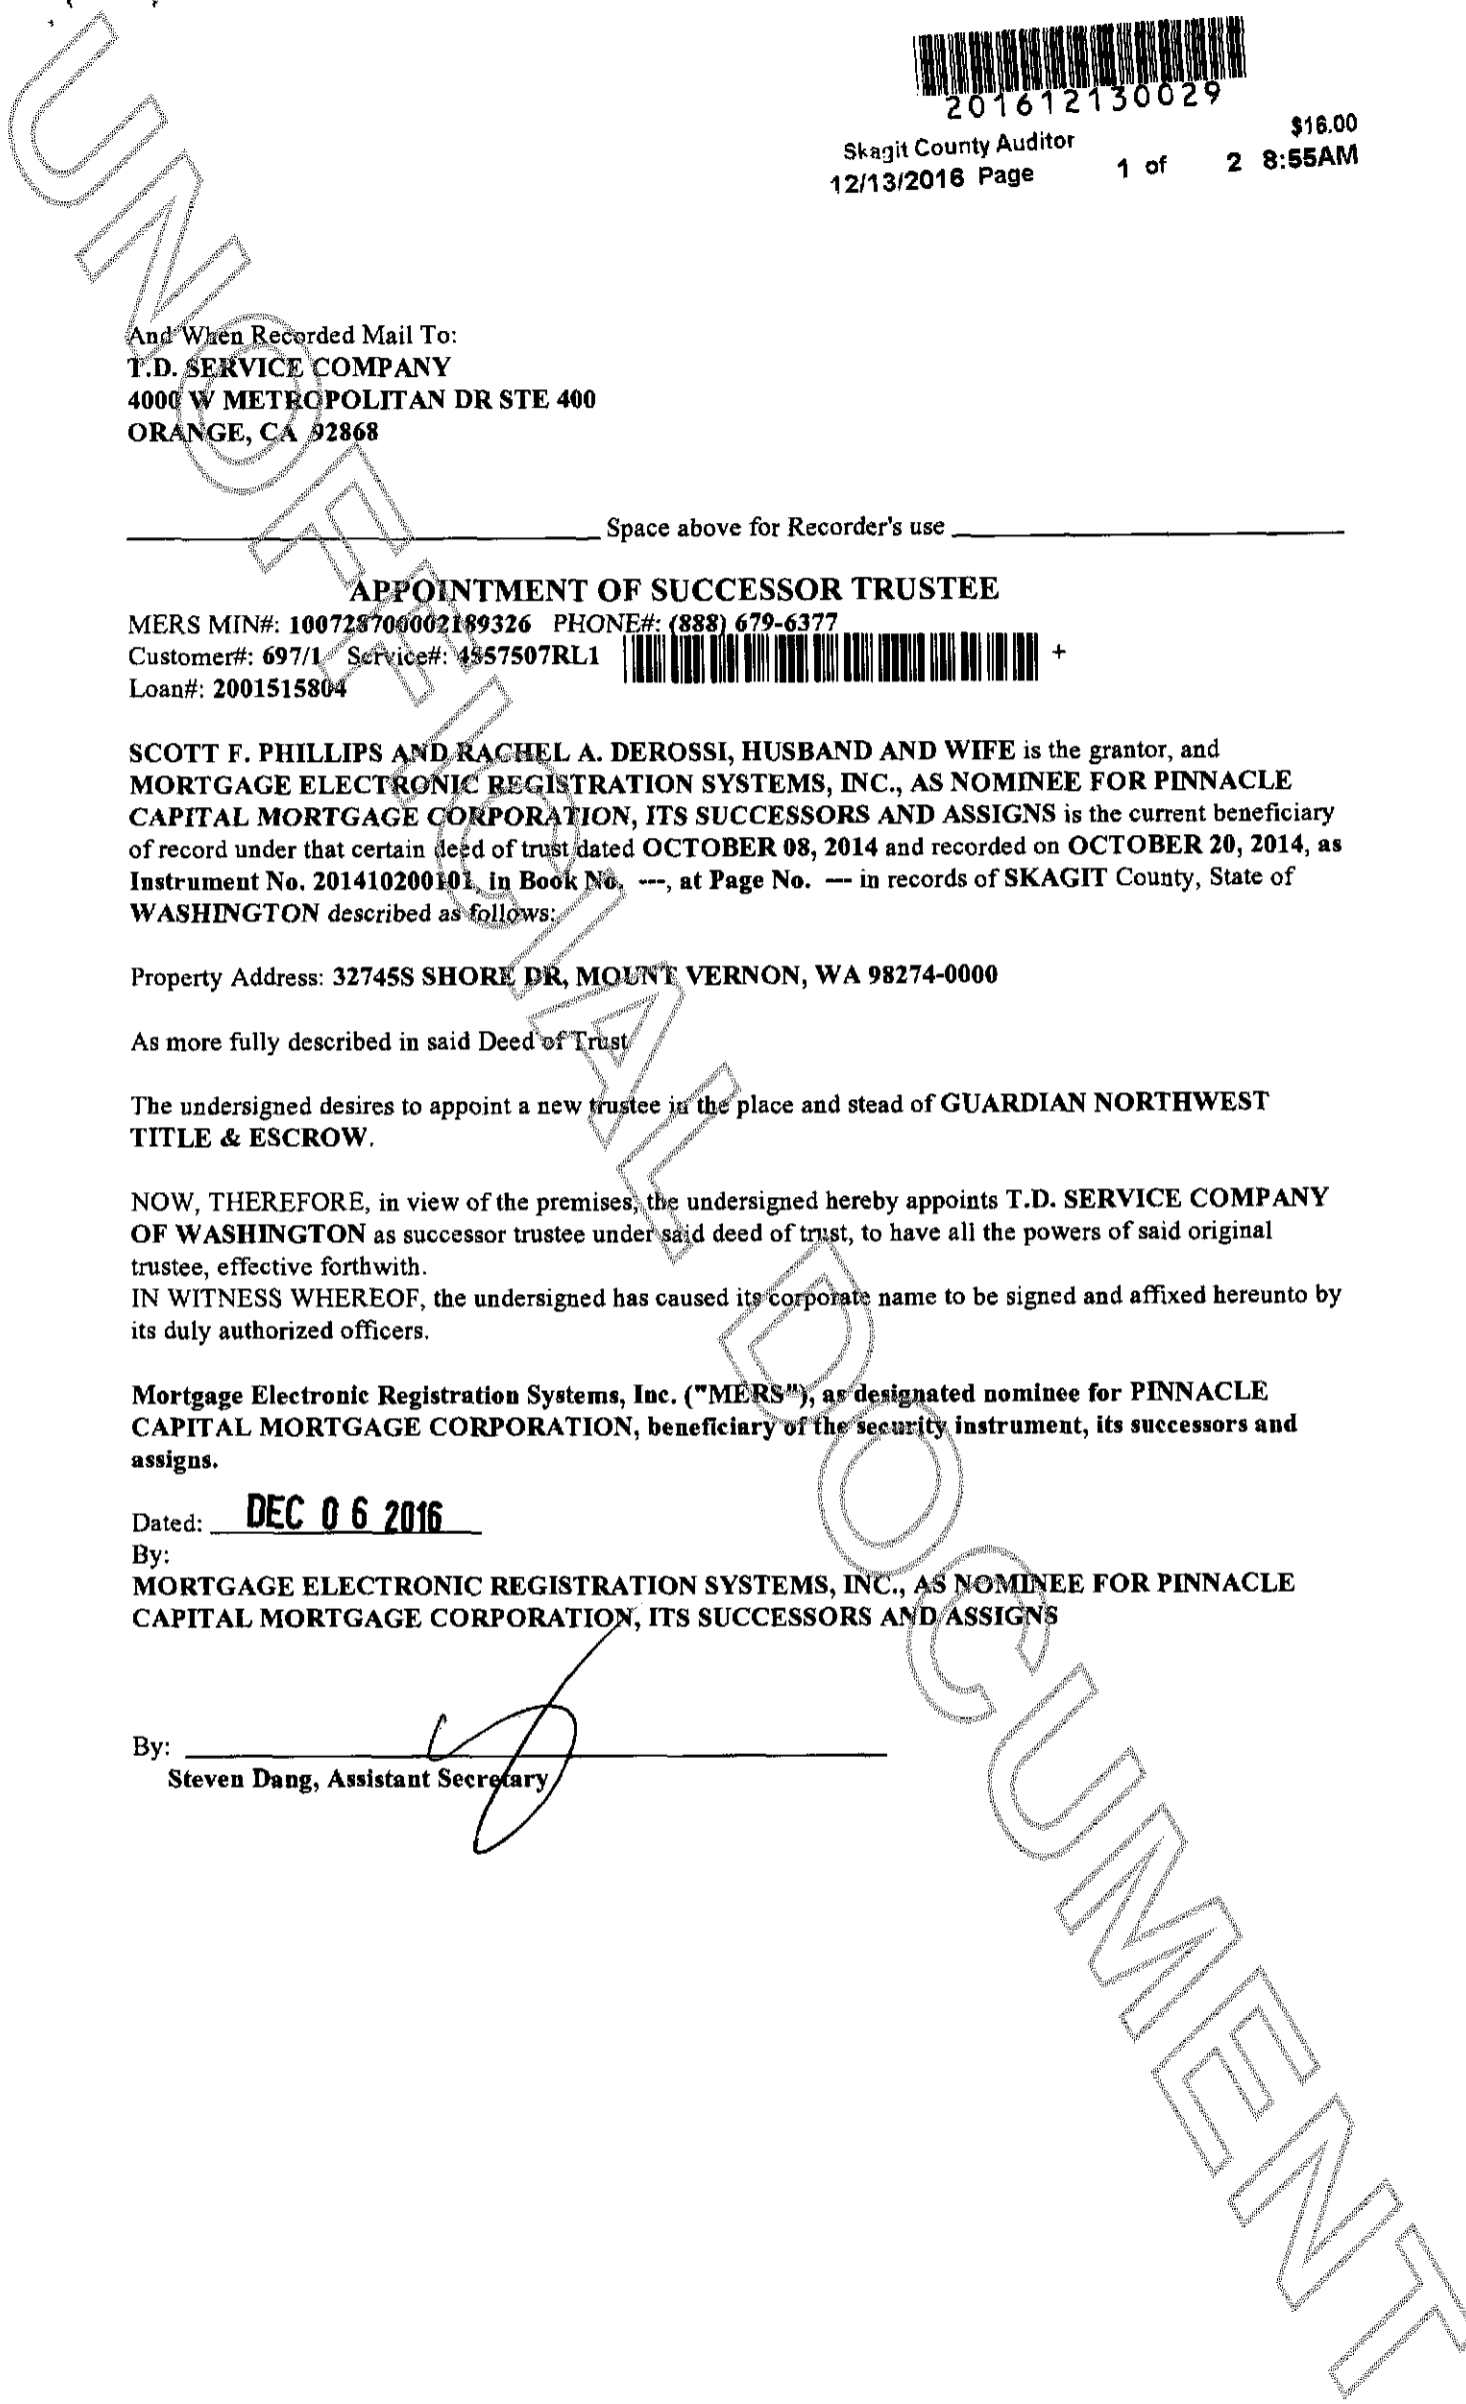 201612130029
Skagit County Auditor $16.00
12/13/2016 Page 1 of 2 8:55AM
And When Recorded Mail To:
T.D. SERVICE COMPANY
4000 W METROPOLITAN DR STE 400
ORANGE, CA 92868
Space above for Recorder's use
APPOINTMENT OF SUCCESSOR TRUSTEE
MERS MIN#: 100728700002189326 PHONE#: (888) 679-6377
Customer#: 697/1 Service#: 4557507RL1 +
Loan#: 2001515804
SCOTT F. PHILLIPS AND RACHEL A. DEROSSI, HUSBAND AND WIFE is the grantor, and
MORTGAGE ELECTRONIC REGISTRATION SYSTEMS, INC., AS NOMINEE FOR PINNACLE
CAPITAL MORTGAGE CORPORATION, ITS SUCCESSORS AND ASSIGNS is the current beneficiary
of record under that certain deed of trust dated OCTOBER 08, 2014 and recorded on OCTOBER 20, 2014, as
Instrument No. 201410200101, in Book No. ---, at Page No. --- in records of SKAGIT County, State of
WASHINGTON described as follows:
Property Address: 32745S SHORE DR, MOUNT VERNON, WA 98274-0000
As more fully described in said Deed of Trust
The undersigned desires to appoint a new trustee in the place and stead of GUARDIAN NORTHWEST
TITLE & ESCROW.
NOW, THEREFORE, in view of the premises, the undersigned hereby appoints T.D. SERVICE COMPANY
OF WASHINGTON as successor trustee under said deed of trust, to have all the powers of said original
trustee, effective forthwith.
IN WITNESS WHEREOF, the undersigned has caused its corporate name to be signed and affixed hereunto by
its duly authorized officers.
Mortgage Electronic Registration Systems, Inc. ("MERS"), as designated nominee for PINNACLE
CAPITAL MORTGAGE CORPORATION, beneficiary of the security instrument, its successors and
assigns.
Dated: DEC 06 2016
By:
MORTGAGE ELECTRONIC REGISTRATION SYSTEMS, INC., AS NOMINEE FOR PINNACLE
CAPITAL MORTGAGE CORPORATION, ITS SUCCESSORS AND ASSIGNS
By:
Steven Dang, Assistant Secretary
UNOFFICIAL DOCUMENT